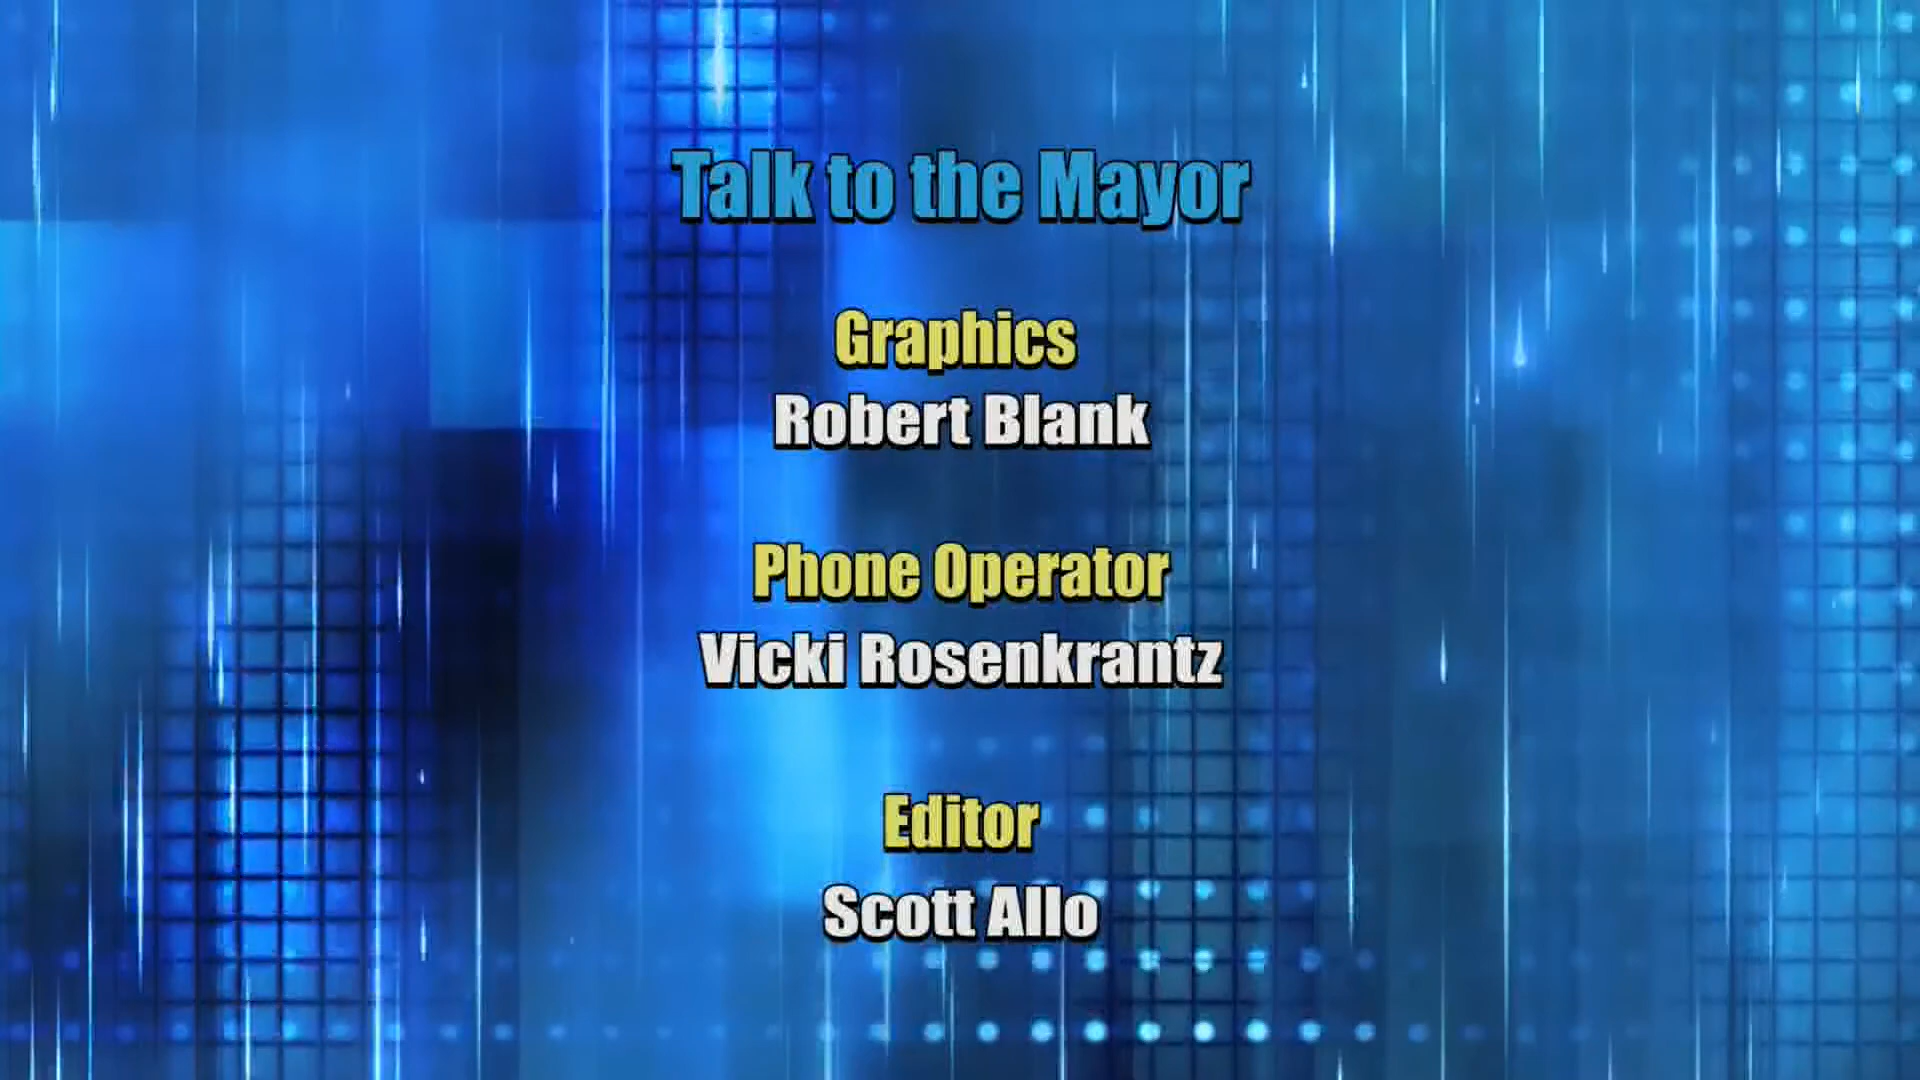 Talk to the Mayor
Graphics
Robert Blank
Phone Operator
Vicki Rosenkrantz
Editor
Scott Allo